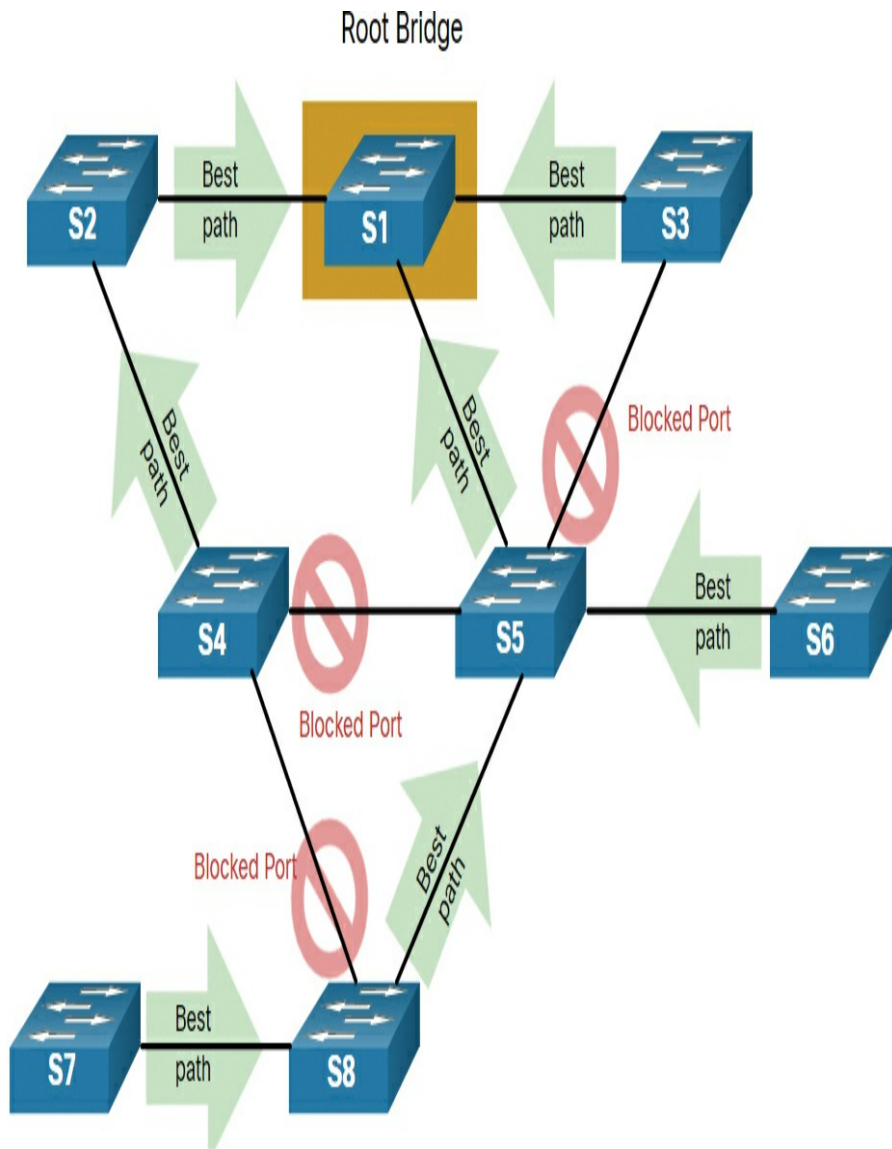 Root Bridge
S2
Best
path
S1
Best
path
S3
Best
path
Best
path
Blocked Port
S4
Blocked Port
S5
Best
path
S6
Blocked Port
Best
path
S7
Best
path
S8